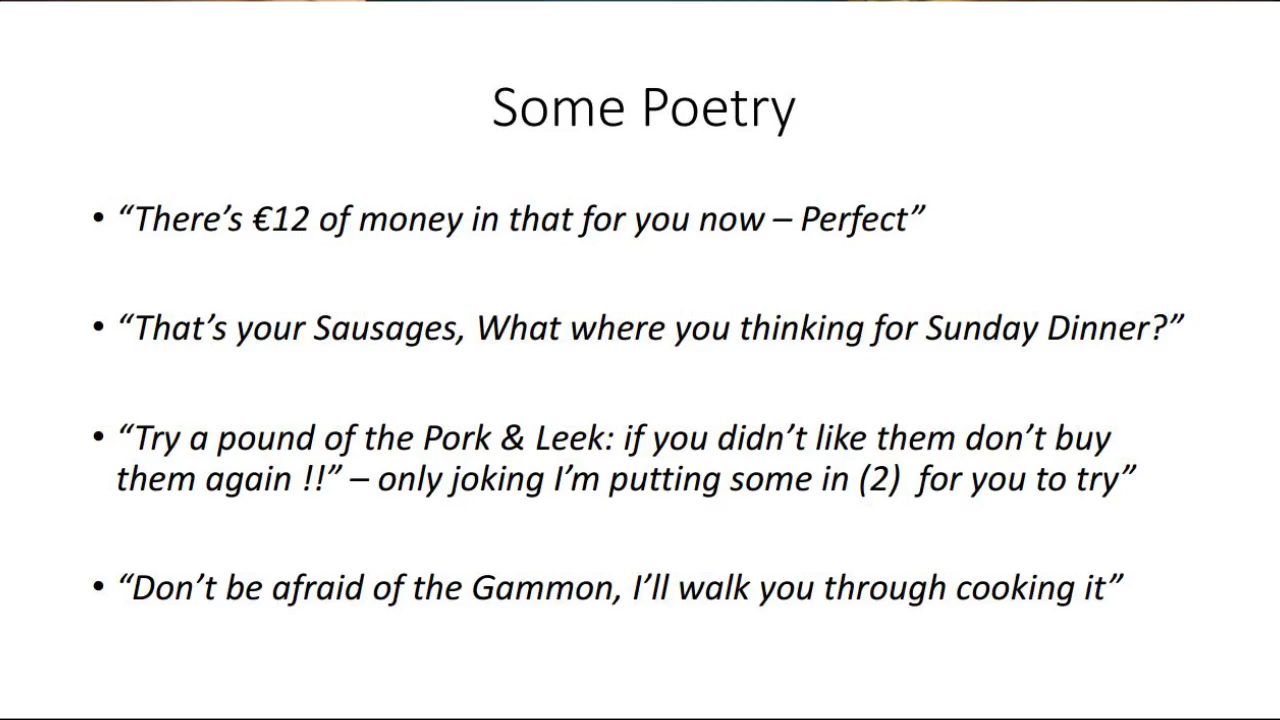 Some Poetry
• “There’s €12 of money in that for you now – Perfect”
• “That’s your Sausages, What where you thinking for Sunday Dinner?”
• “Try a pound of the Pork & Leek: if you didn’t like them don’t buy
them again !!” – only joking I’m putting some in (2)  for you to try”
• “Don’t be afraid of the Gammon, I’ll walk you through cooking it”